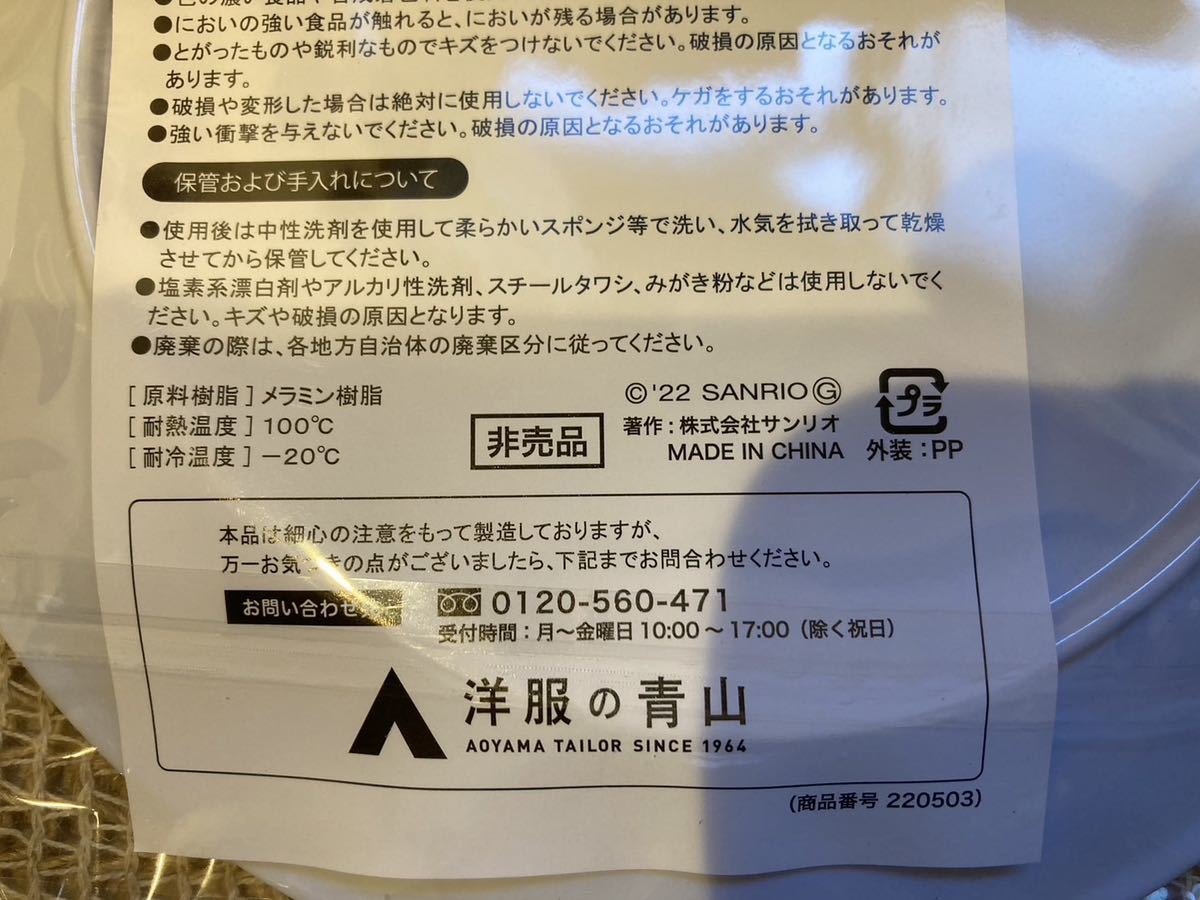 ●においの強い食品が触れると、においが残る場合があります。
●とがったものや鋭利なものでキズをつけないでください。破損の原因となるおそれが
あります。
●破損や変形した場合は絶対に使用しないでください。ケガをするおそれがあります。
●強い衝撃を与えないでください。破損の原因となるおそれがあります。
保管および手入れについて
●使用後は中性洗剤を使用して柔らかいスポンジ等で洗い、水気を拭き取って乾燥
させてから保管してください。
●塩素系漂白剤やアルカリ性洗剤、スチールタワシ、みがき粉などは使用しないでく
ださい。キズや破損の原因となります。
●廃棄の際は、各地方自治体の廃棄区分に従ってください。
[原料樹脂]メラミン樹脂
[耐熱温度]100℃
[耐冷温度]−20℃
非売品
©'22 SANRIO Ⓖ
著作:株式会社サンリオ
MADE IN CHINA
プラ
外装:PP
本品は細心の注意をもって製造しておりますが、
万一お気づきの点がございましたら、下記までお問合わせください。
お問い合わせ
0120-560-471
受付時間:月〜金曜日10:00〜17:00(除く祝日)
洋服の青山
AOYAMA TAILOR SINCE 1964
(商品番号 220503)